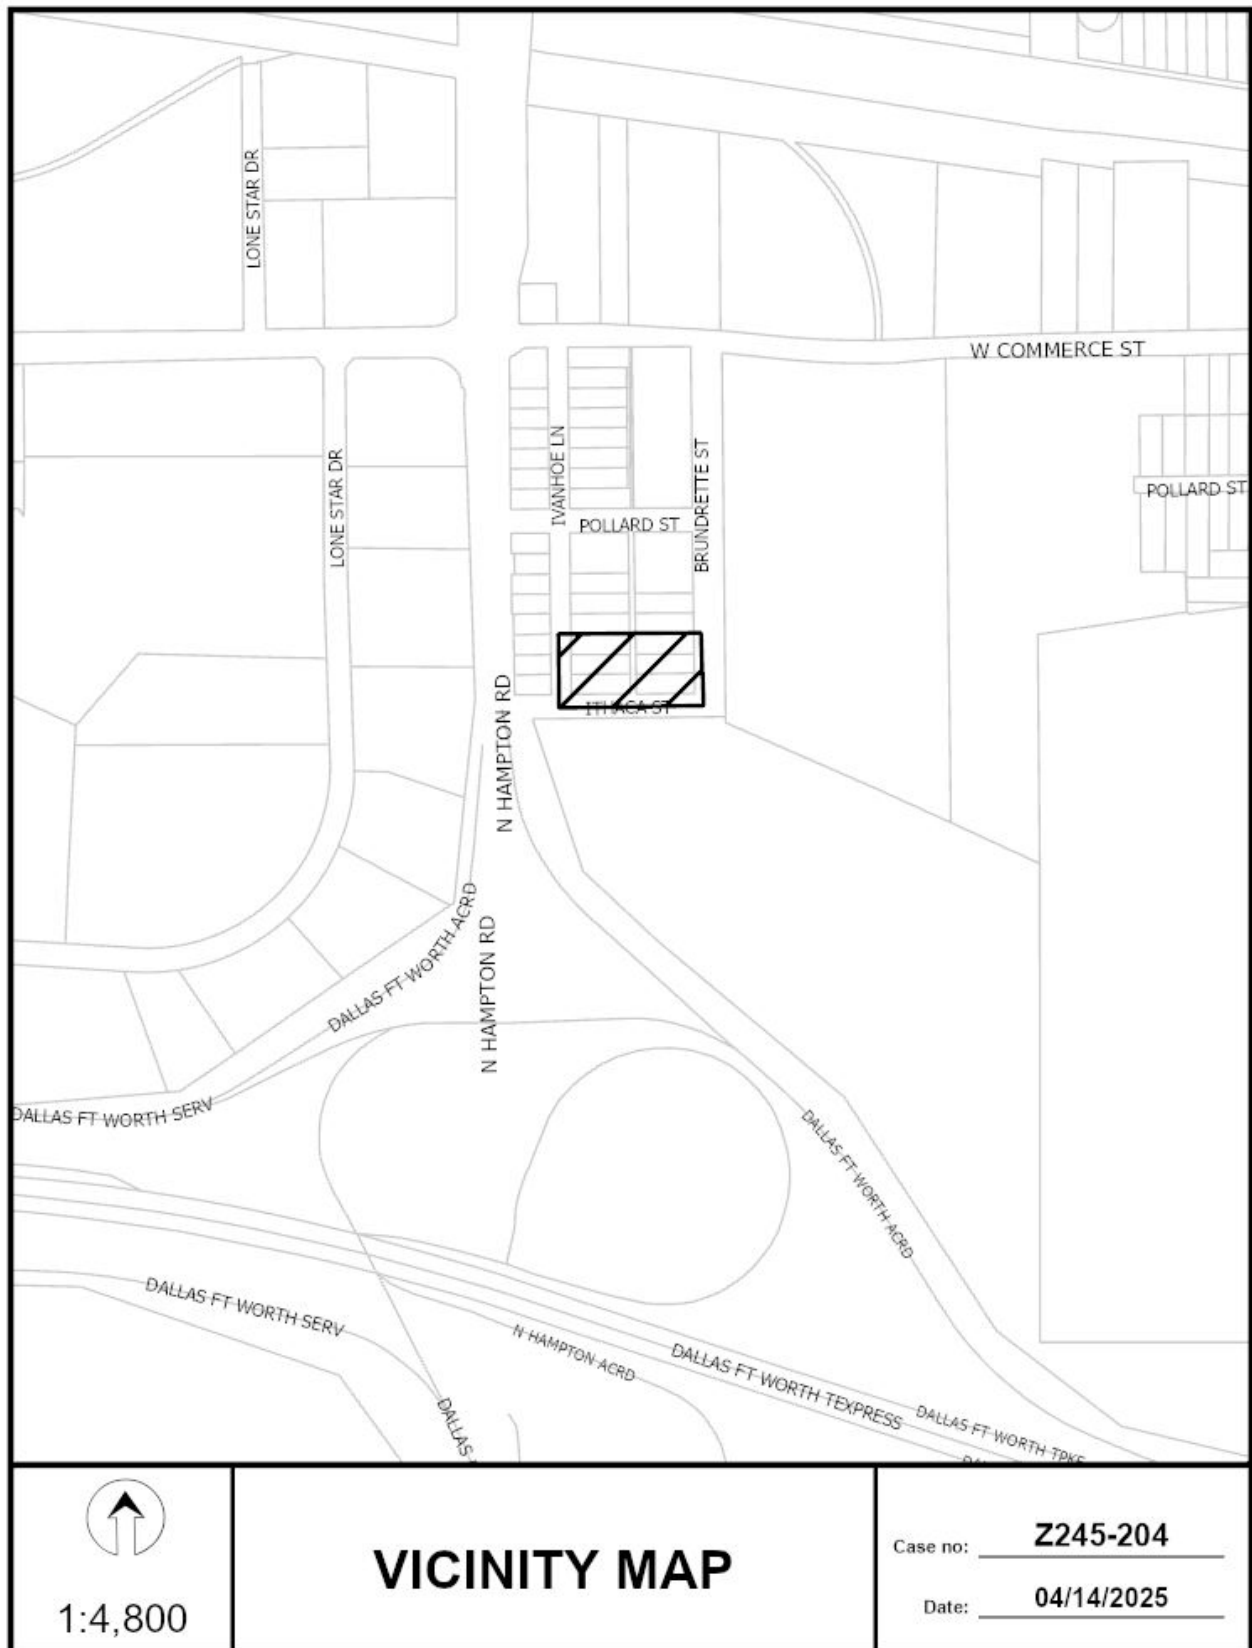 LONE STAR DR
W COMMERCE ST
LONE STAR DR
IVANHOE LN
BRUNDRETTE ST
POLLARD ST
POLLARD ST
ITHACA ST
N HAMPTON RD
DALLAS FT WORTH ACRD
N HAMPTON RD
DALLAS FT WORTH SERV
DALLAS FT WORTH ACRD
DALLAS FT WORTH SERV
N HAMPTON ACRD
DALLAS FT WORTH TEXPRESS
DALLAS
DALLAS FT WORTH TPKE
1:4,800
VICINITY MAP
Case no: Z245-204
Date: 04/14/2025